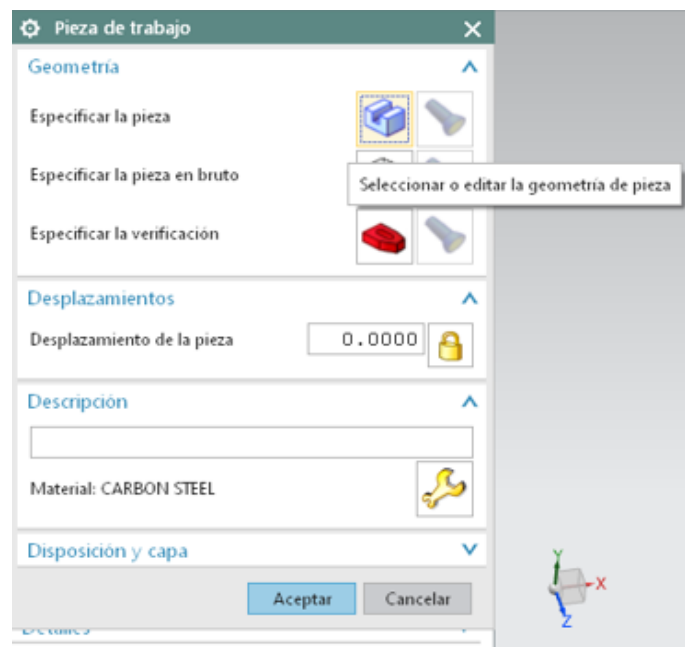 Pieza de trabajo
Geometría
Especificar la pieza
Especificar la pieza en bruto
Seleccionar o editar la geometría de pieza
Especificar la verificación
Desplazamientos
Desplazamiento de la pieza 0.0000
Descripción
Material: CARBON STEEL
Disposición y capa
Aceptar Cancelar
Detalles
Y
X
Z